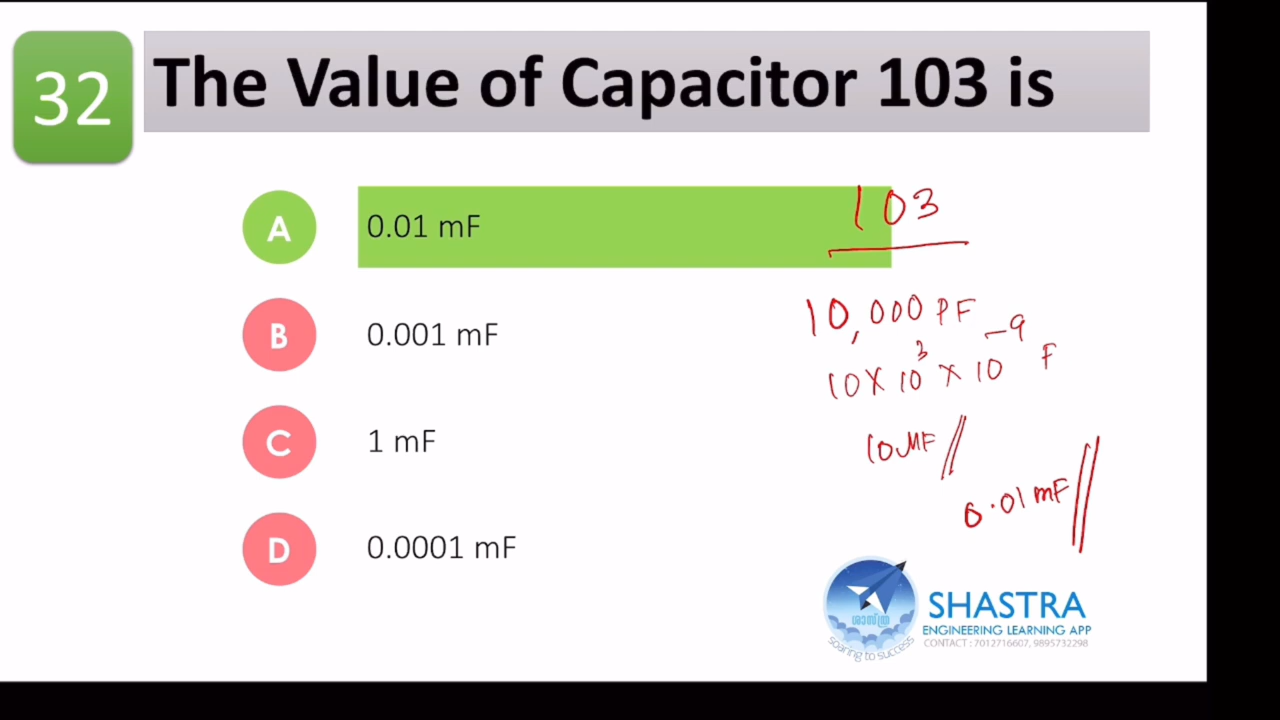 32
The Value of Capacitor 103 is
A
0.01 mF
103
B
0.001 mF
10,000 PF
10 X 10³ X 10⁻⁹ F
C
1 mF
10 µF
0.01 mF
D
0.0001 mF
ശാസ്ത്ര
soaring to success
SHASTRA
ENGINEERING LEARNING APP
CONTACT : 7012716607, 9895732298